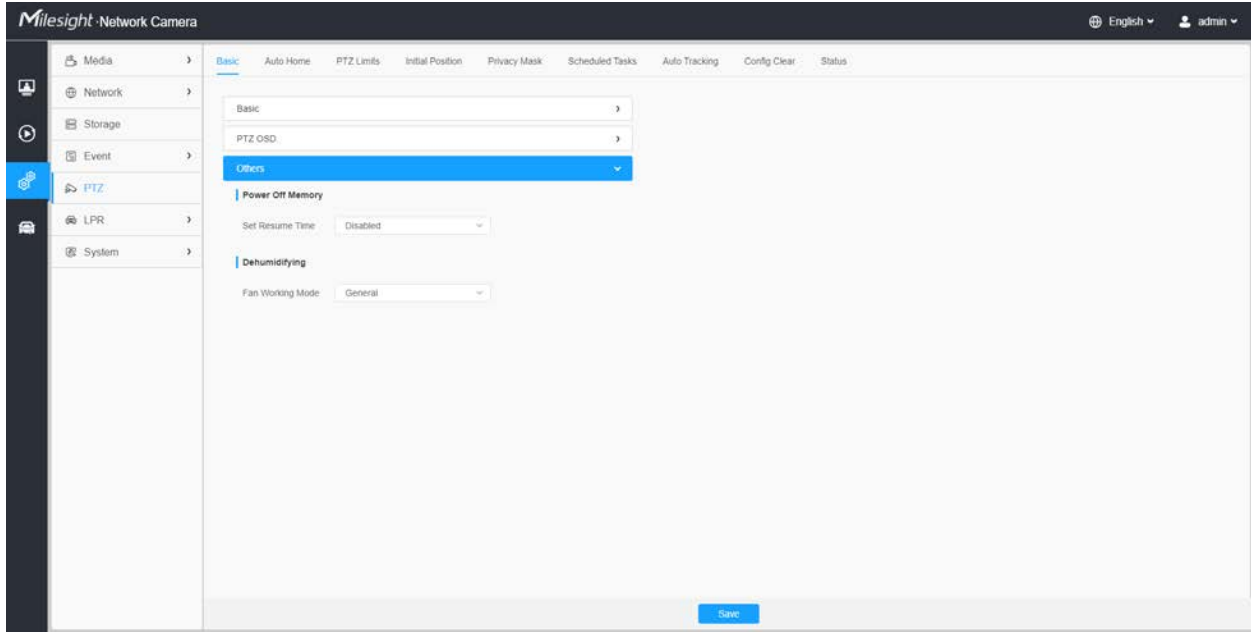 Milesight·Network Camera English admin
Media
Network
Storage
Event
PTZ
LPR
System
Basic Auto Home PTZ Limits Initial Position Privacy Mask Scheduled Tasks Auto Tracking Config Clear Status
Basic
PTZ OSD
Others
Power Off Memory
Set Resume Time Disabled
Dehumidifying
Fan Working Mode General
Save